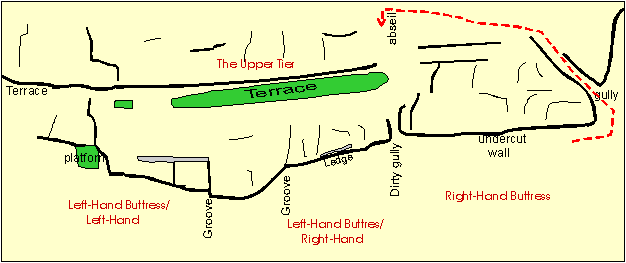 abseil
The Upper Tier
Terrace
Terrace
gully
undercut
wall
platform
Ledge
Groove
Groove
Dirty gully
Right-Hand Buttress
Left-Hand Buttress/
Left-Hand
Left-Hand Buttres/
Right-Hand